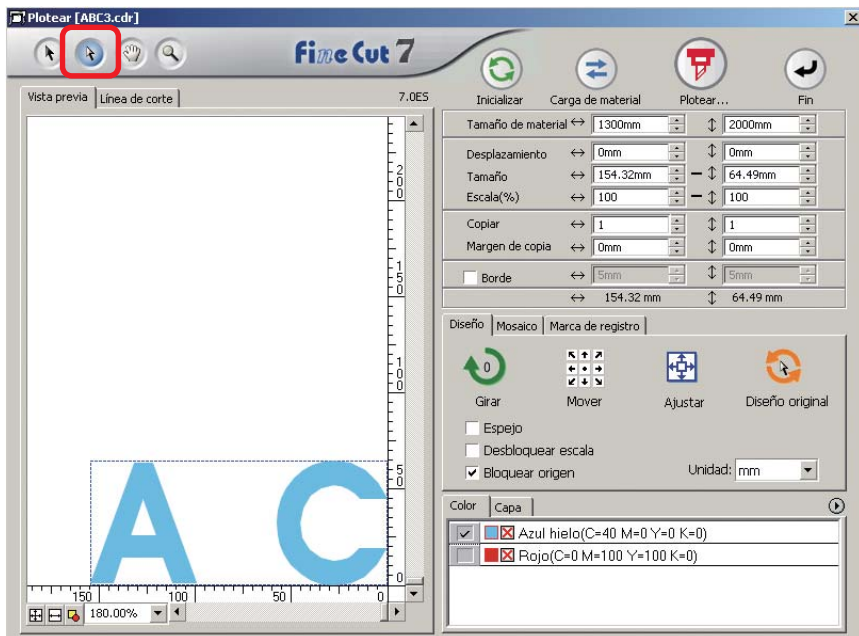 Plotear [ABC3.cdr]
Fine Cut 7
Inicializar Carga de material Plotear... Fin
Vista previa Línea de corte 7.0ES
Tamaño de material 1300mm 2000mm
Desplazamiento 0mm 0mm
Tamaño 154.32mm 64.49mm
Escala(%) 100 100
Copiar 1 1
Margen de copia 0mm 0mm
Borde 5mm 5mm
154.32 mm 64.49 mm
Diseño Mosaico Marca de registro
0
Girar Mover Ajustar Diseño original
Espejo
Desbloquear escala
Bloquear origen Unidad: mm
Color Capa
Azul hielo(C=40 M=0 Y=0 K=0)
Rojo(C=0 M=100 Y=100 K=0)
200
150
100
50
0
A C
150 100 50 0
180.00%